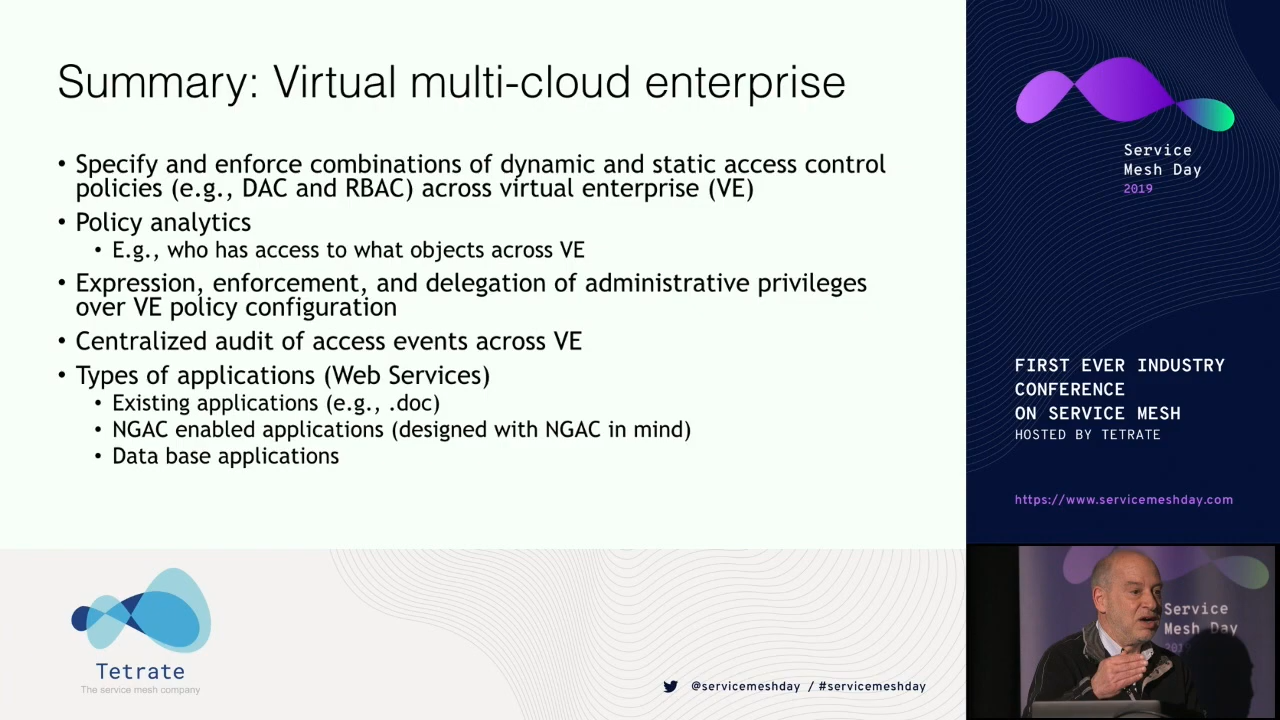 Summary: Virtual multi-cloud enterprise
• Specify and enforce combinations of dynamic and static access control
policies (e.g., DAC and RBAC) across virtual enterprise (VE)
• Policy analytics
• E.g., who has access to what objects across VE
• Expression, enforcement, and delegation of administrative privileges
over VE policy configuration
• Centralized audit of access events across VE
• Types of applications (Web Services)
• Existing applications (e.g., .doc)
• NGAC enabled applications (designed with NGAC in mind)
• Data base applications
Tetrate
The service mesh company
@servicemeshday / #servicemeshday
Service
Mesh Day
2019
FIRST EVER INDUSTRY
CONFERENCE
ON SERVICE MESH
HOSTED BY TETRATE
https://www.servicemeshday.com
Service
Mesh Day
2019